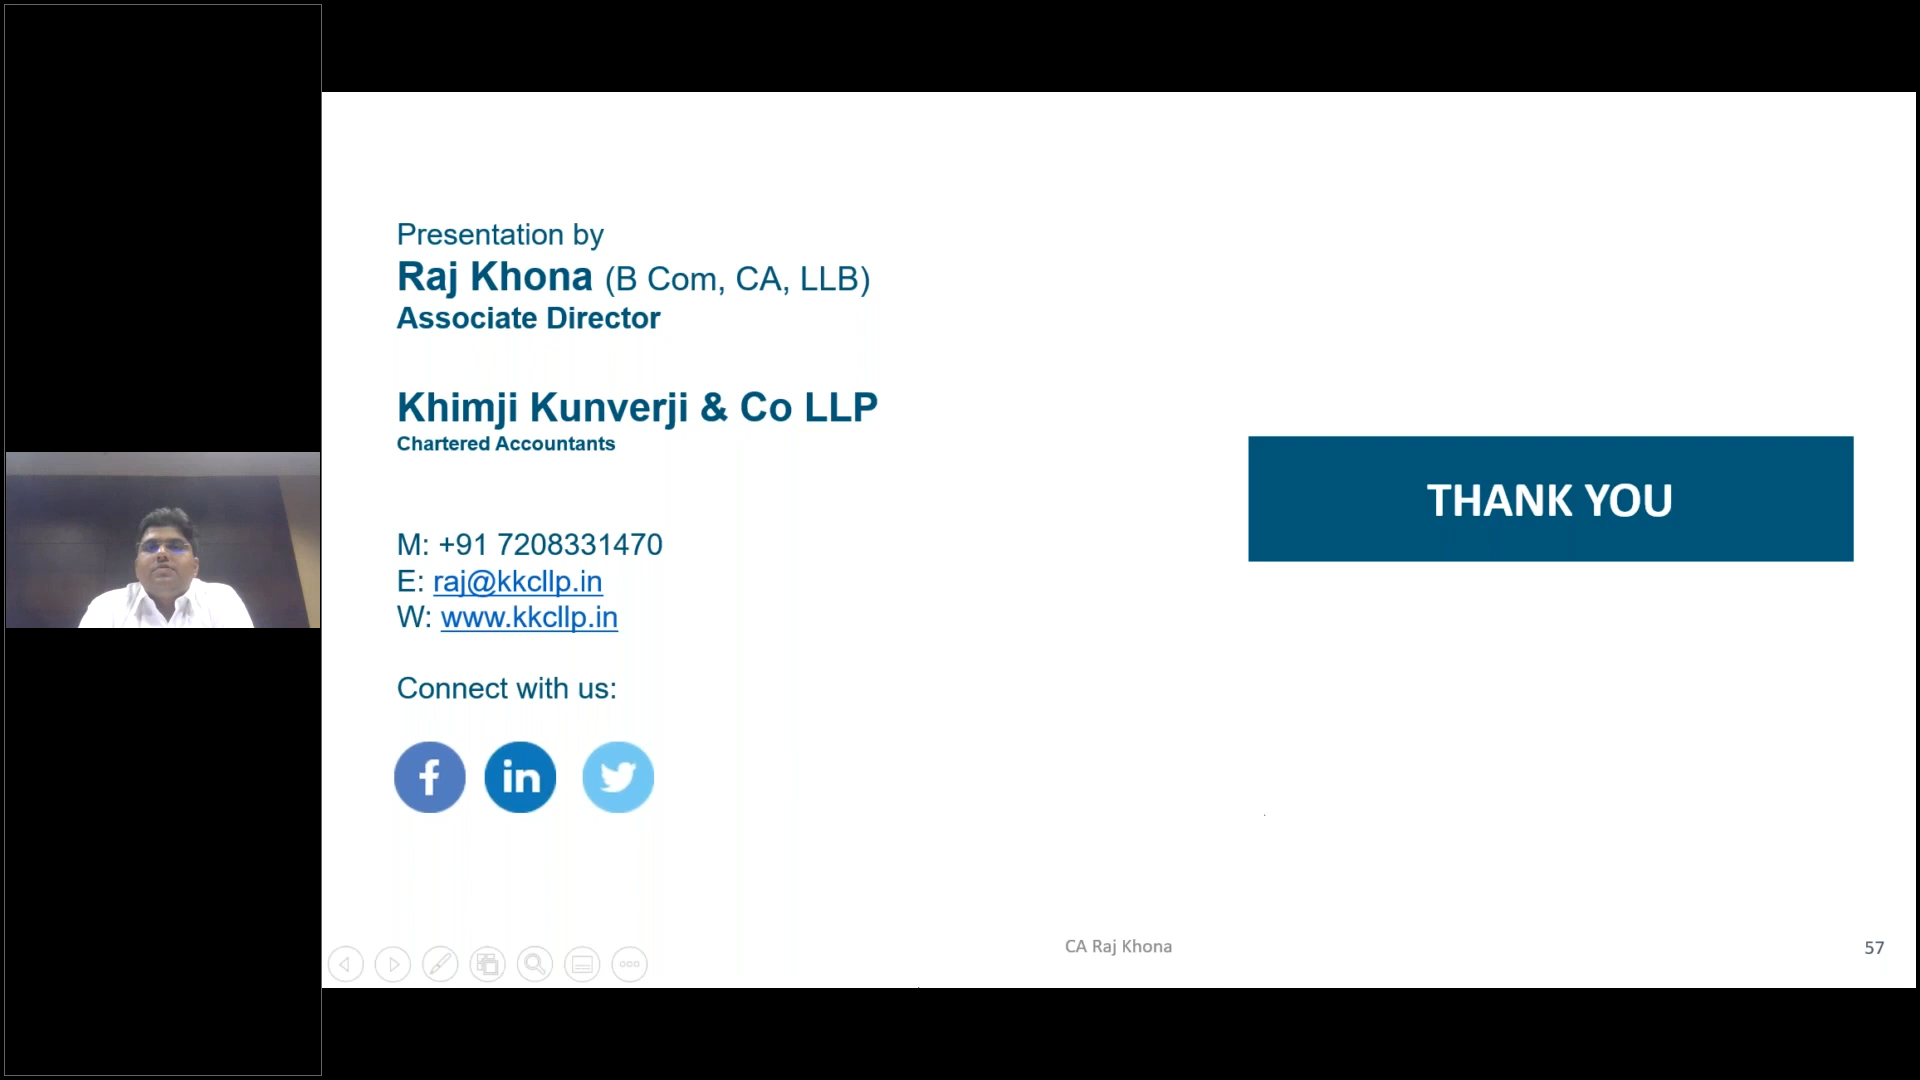 Presentation by
Raj Khona (B Com, CA, LLB)
Associate Director
Khimji Kunverji & Co LLP
Chartered Accountants
M: +91 7208331470
E: raj@kkcllp.in
W: www.kkcllp.in
Connect with us:
f in
THANK YOU
CA Raj Khona
57